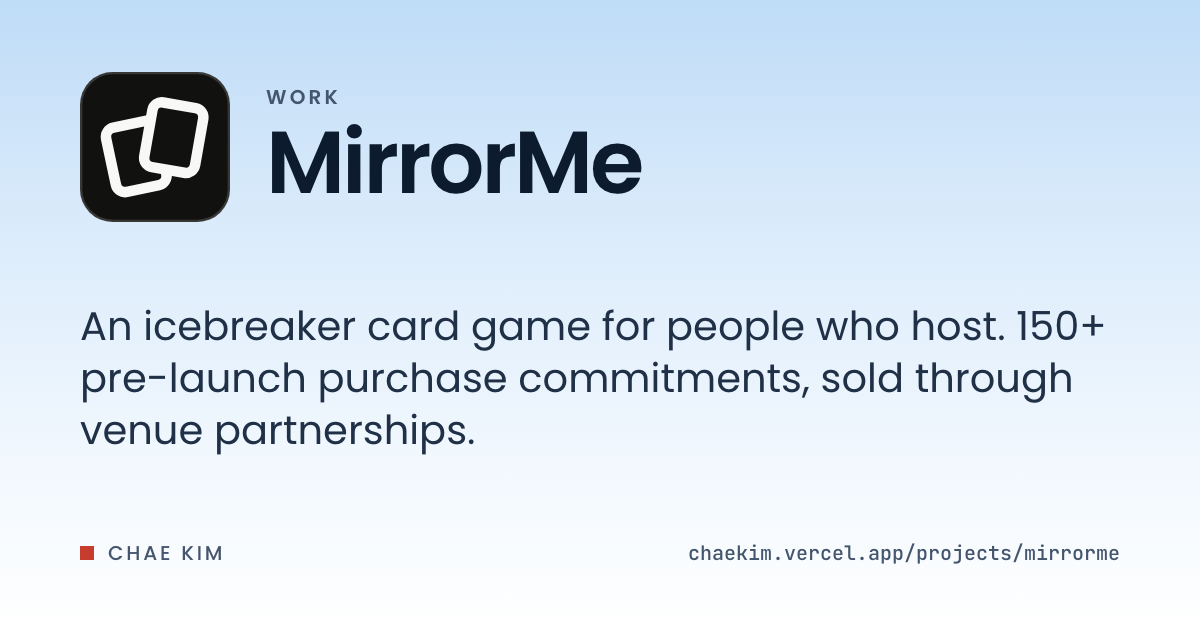 WORK
MirrorMe
An icebreaker card game for people who host. 150+
pre-launch purchase commitments, sold through
venue partnerships.
CHAE KIM
chaekim.vercel.app/projects/mirrorme